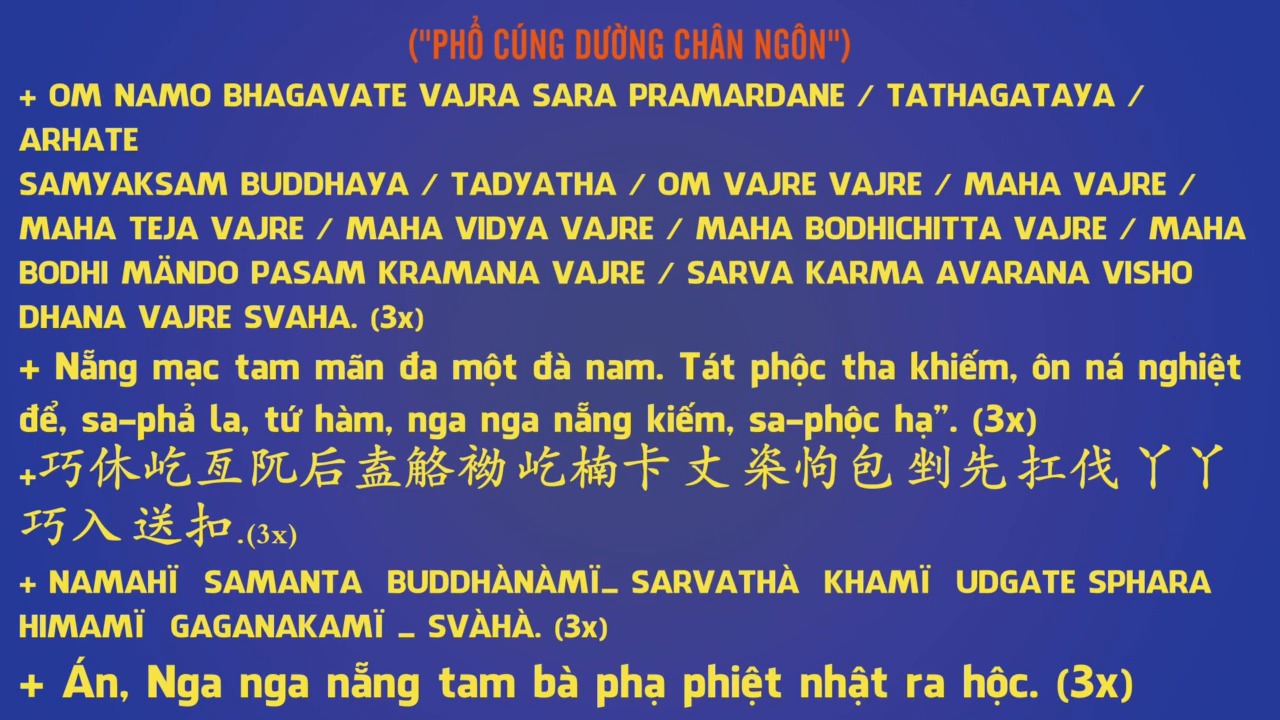 ("PHỔ CÚNG DƯỜNG CHÂN NGÔN")
+ OM NAMO BHAGAVATE VAJRA SARA PRAMARDANE / TATHAGATAYA /
ARHATE
SAMYAKSAM BUDDHAYA / TADYATHA / OM VAJRE VAJRE / MAHA VAJRE /
MAHA TEJA VAJRE / MAHA VIDYA VAJRE / MAHA BODHICHITTA VAJRE / MAHA
BODHI MÄNDO PASAM KRAMANA VAJRE / SARVA KARMA AVARANA VISHO
DHANA VAJRE SVAHA. (3x)
+ Nẵng mạc tam mãn đa một đà nam. Tát phộc tha khiếm, ôn ná nghiệt
để, sa-phả la, tứ hàm, nga nga nẵng kiếm, sa-phộc hạ”. (3x)
+巧休屹亙阢后盍觡袎屹楠卡丈楶恦包剉先扛伐丫丫
巧入送扣.(3x)
+ NAMAHÏ SAMANTA BUDDHÀNÀMÏ_ SARVATHÀ KHAMÏ UDGATE SPHARA
HIMAMÏ GAGANAKAMÏ _ SVÀHÀ. (3x)
+ Án, Nga nga nẵng tam bà phạ phiệt nhật ra hộc. (3x)